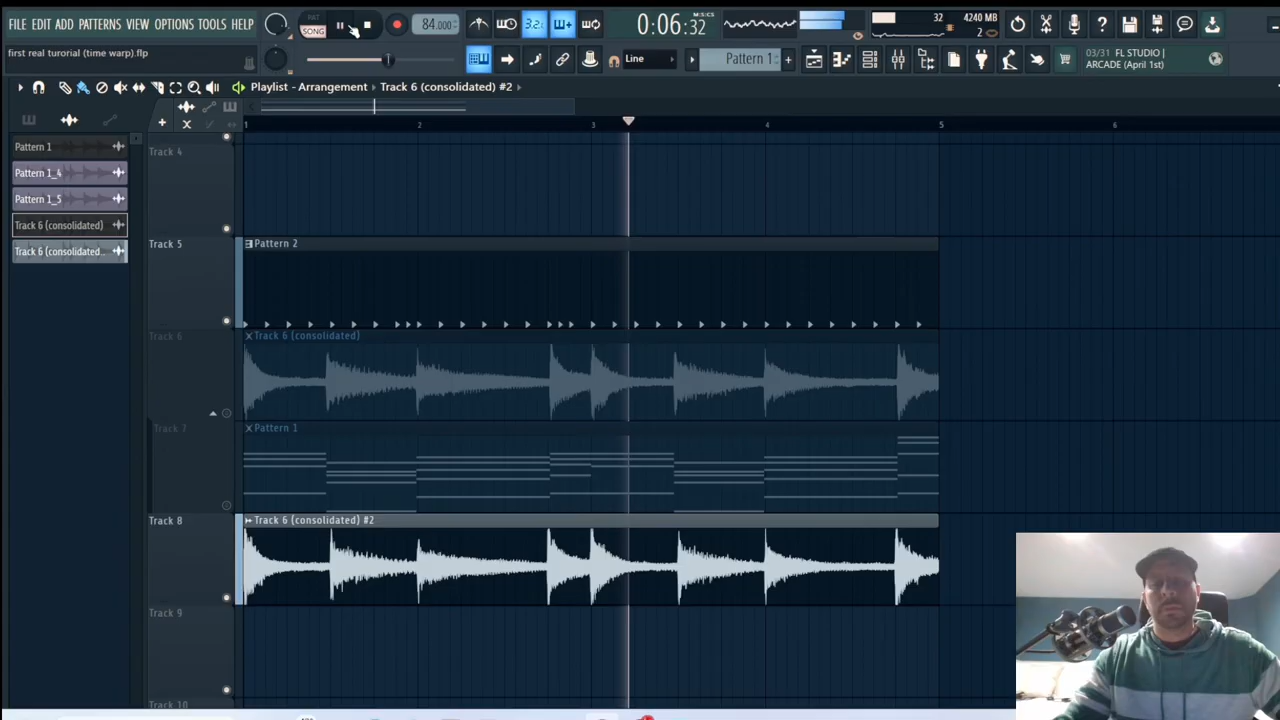 FILE EDIT ADD PATTERNS VIEW OPTIONS TOOLS HELP
PAT
SONG
84.000
0:06:32
M:S:CS
32
4240 MB
2
first real turorial (time warp).flp
Line
Pattern 1
03/31 FL STUDIO |
ARCADE (April 1st)
Playlist - Arrangement
Track 6 (consolidated) #2
1
2
3
4
5
6
Pattern 1
Pattern 1_4
Pattern 1_5
Track 6 (consolidated)
Track 6 (consolidated..
Track 4
Track 5
Pattern 2
Track 6
Track 6 (consolidated)
Track 7
Pattern 1
Track 8
Track 6 (consolidated) #2
Track 9
Track 10